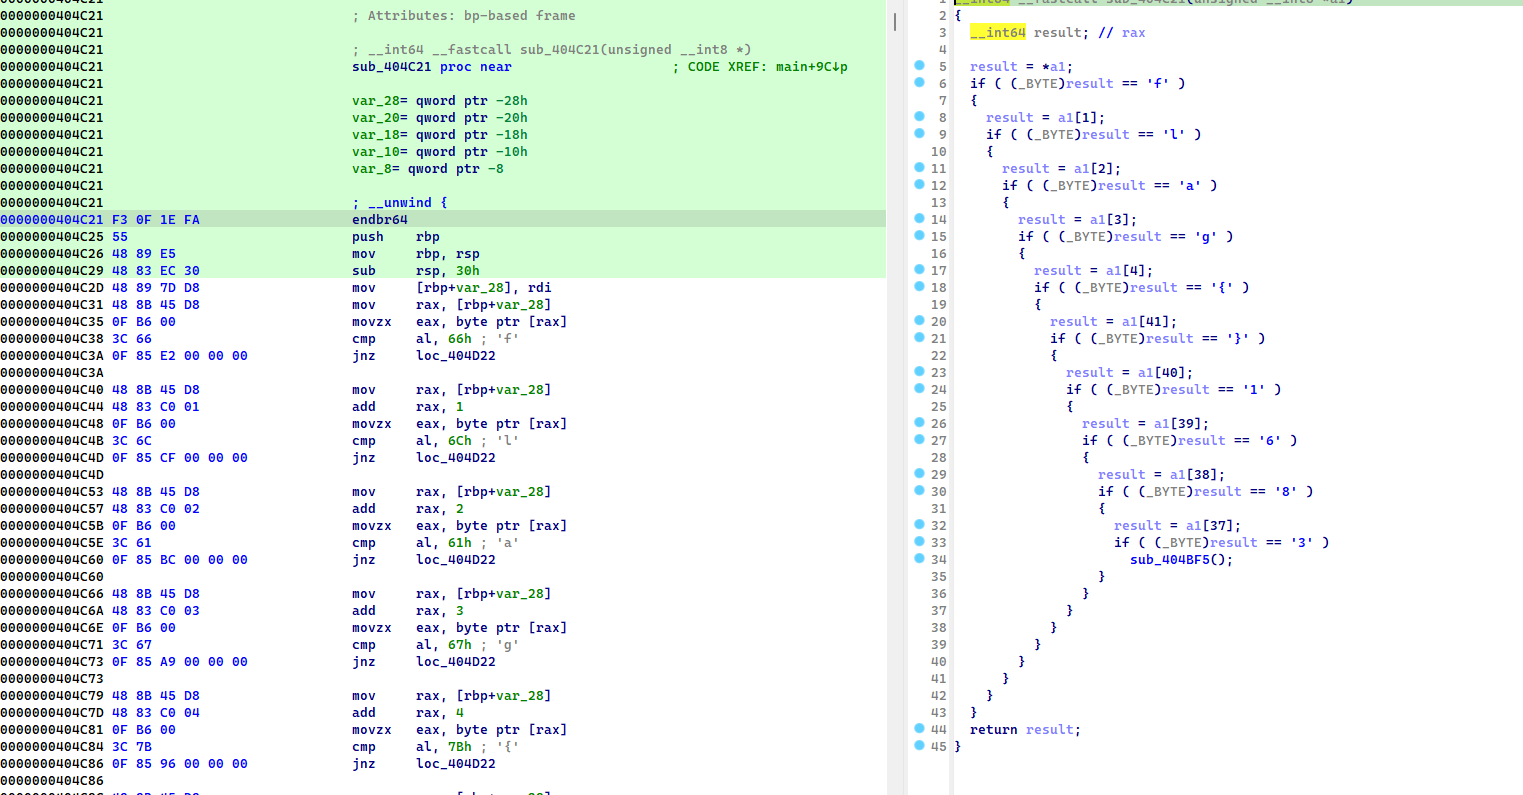 0000000404C21
0000000404C21 ; Attributes: bp-based frame
0000000404C21
0000000404C21 ; __int64 __fastcall sub_404C21(unsigned __int8 *)
0000000404C21 sub_404C21 proc near ; CODE XREF: main+9C↓p
0000000404C21
0000000404C21 var_28= qword ptr -28h
0000000404C21 var_20= qword ptr -20h
0000000404C21 var_18= qword ptr -18h
0000000404C21 var_10= qword ptr -10h
0000000404C21 var_8= qword ptr -8
0000000404C21
0000000404C21 ; __unwind {
0000000404C21 F3 0F 1E FA endbr64
0000000404C25 55 push rbp
0000000404C26 48 89 E5 mov rbp, rsp
0000000404C29 48 83 EC 30 sub rsp, 30h
0000000404C2D 48 89 7D D8 mov [rbp+var_28], rdi
0000000404C31 48 8B 45 D8 mov rax, [rbp+var_28]
0000000404C35 0F B6 00 movzx eax, byte ptr [rax]
0000000404C38 3C 66 cmp al, 66h ; 'f'
0000000404C3A 0F 85 E2 00 00 00 jnz loc_404D22
0000000404C3A
0000000404C40 48 8B 45 D8 mov rax, [rbp+var_28]
0000000404C44 48 83 C0 01 add rax, 1
0000000404C48 0F B6 00 movzx eax, byte ptr [rax]
0000000404C4B 3C 6C cmp al, 6Ch ; 'l'
0000000404C4D 0F 85 CF 00 00 00 jnz loc_404D22
0000000404C4D
0000000404C53 48 8B 45 D8 mov rax, [rbp+var_28]
0000000404C57 48 83 C0 02 add rax, 2
0000000404C5B 0F B6 00 movzx eax, byte ptr [rax]
0000000404C5E 3C 61 cmp al, 61h ; 'a'
0000000404C60 0F 85 BC 00 00 00 jnz loc_404D22
0000000404C60
0000000404C66 48 8B 45 D8 mov rax, [rbp+var_28]
0000000404C6A 48 83 C0 03 add rax, 3
0000000404C6E 0F B6 00 movzx eax, byte ptr [rax]
0000000404C71 3C 67 cmp al, 67h ; 'g'
0000000404C73 0F 85 A9 00 00 00 jnz loc_404D22
0000000404C73
0000000404C79 48 8B 45 D8 mov rax, [rbp+var_28]
0000000404C7D 48 83 C0 04 add rax, 4
0000000404C81 0F B6 00 movzx eax, byte ptr [rax]
0000000404C84 3C 7B cmp al, 7Bh ; '{'
0000000404C86 0F 85 96 00 00 00 jnz loc_404D22
0000000404C86
2 {
3 __int64 result; // rax
4
5 result = *a1;
6 if ( (_BYTE)result == 'f' )
7 {
8 result = a1[1];
9 if ( (_BYTE)result == 'l' )
10 {
11 result = a1[2];
12 if ( (_BYTE)result == 'a' )
13 {
14 result = a1[3];
15 if ( (_BYTE)result == 'g' )
16 {
17 result = a1[4];
18 if ( (_BYTE)result == '{' )
19 {
20 result = a1[41];
21 if ( (_BYTE)result == '}' )
22 {
23 result = a1[40];
24 if ( (_BYTE)result == '1' )
25 {
26 result = a1[39];
27 if ( (_BYTE)result == '6' )
28 {
29 result = a1[38];
30 if ( (_BYTE)result == '8' )
31 {
32 result = a1[37];
33 if ( (_BYTE)result == '3' )
34 sub_404BF5();
35 }
36 }
37 }
38 }
39 }
40 }
41 }
42 }
43 }
44 return result;
45 }